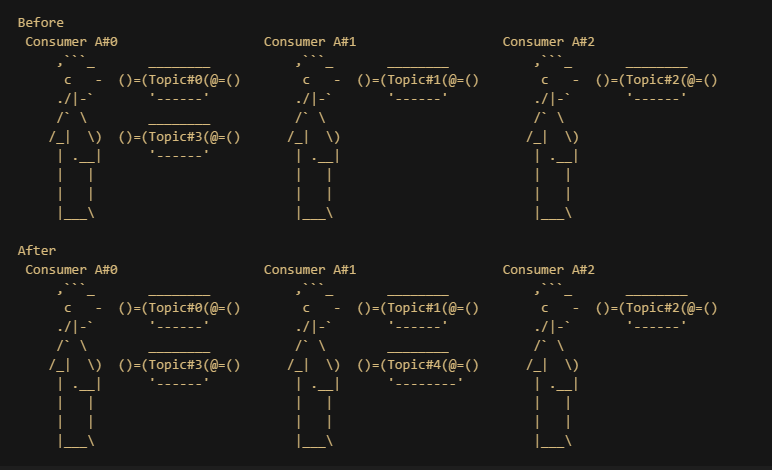 Before
Consumer A#0 Consumer A#1 Consumer A#2
()=(Topic#0(@=() ()=(Topic#1(@=() ()=(Topic#2(@=()
()=(Topic#3(@=()
After
Consumer A#0 Consumer A#1 Consumer A#2
()=(Topic#0(@=() ()=(Topic#1(@=() ()=(Topic#2(@=()
()=(Topic#3(@=() ()=(Topic#4(@=()